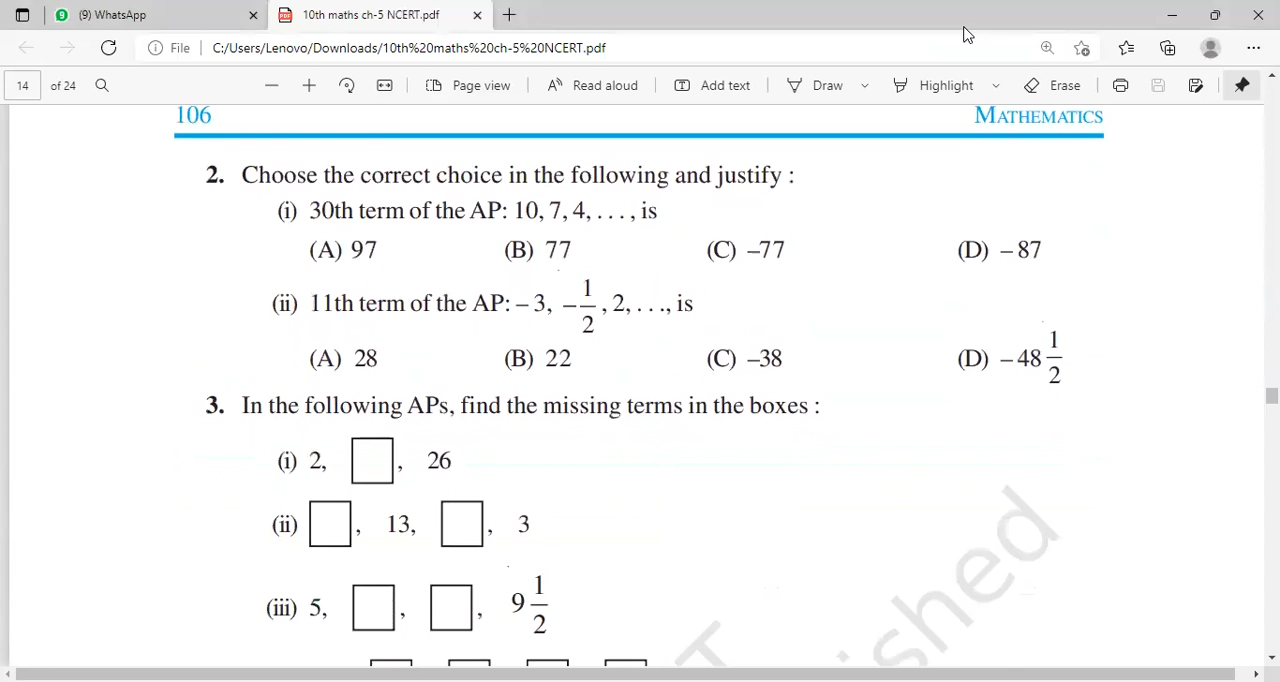 (9) WhatsApp
10th maths ch-5 NCERT.pdf
File C:/Users/Lenovo/Downloads/10th%20maths%20ch-5%20NCERT.pdf
14 of 24 Page view Read aloud Add text Draw Highlight Erase
106 MATHEMATICS
2. Choose the correct choice in the following and justify :
(i) 30th term of the AP: 10, 7, 4, . . . , is
(A) 97 (B) 77 (C) –77 (D) – 87
(ii) 11th term of the AP: – 3, – 1/2 , 2, . . ., is
(A) 28 (B) 22 (C) –38 (D) – 48 1/2
3. In the following APs, find the missing terms in the boxes :
(i) 2, □, 26
(ii) □, 13, □, 3
(iii) 5, □, □, 9 1/2
T
ished